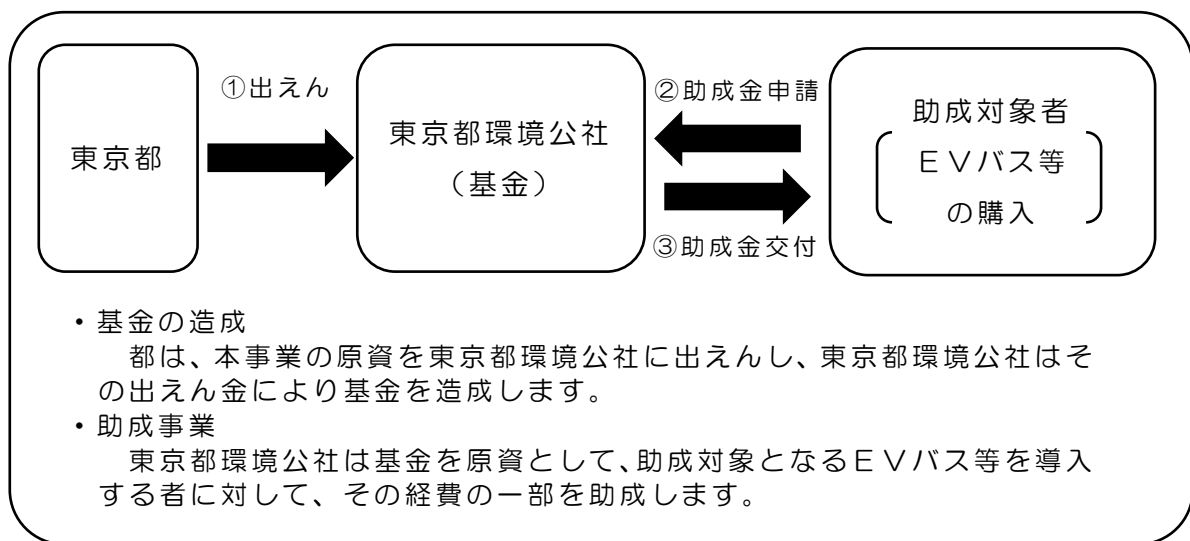 東京都
①出えん
東京都環境公社
（基金）
②助成金申請
③助成金交付
助成対象者
ＥＶバス等
の購入
・基金の造成
都は、本事業の原資を東京都環境公社に出えんし、東京都環境公社はそ
の出えん金により基金を造成します。
・助成事業
東京都環境公社は基金を原資として、助成対象となるＥＶバス等を導入
する者に対して、その経費の一部を助成します。